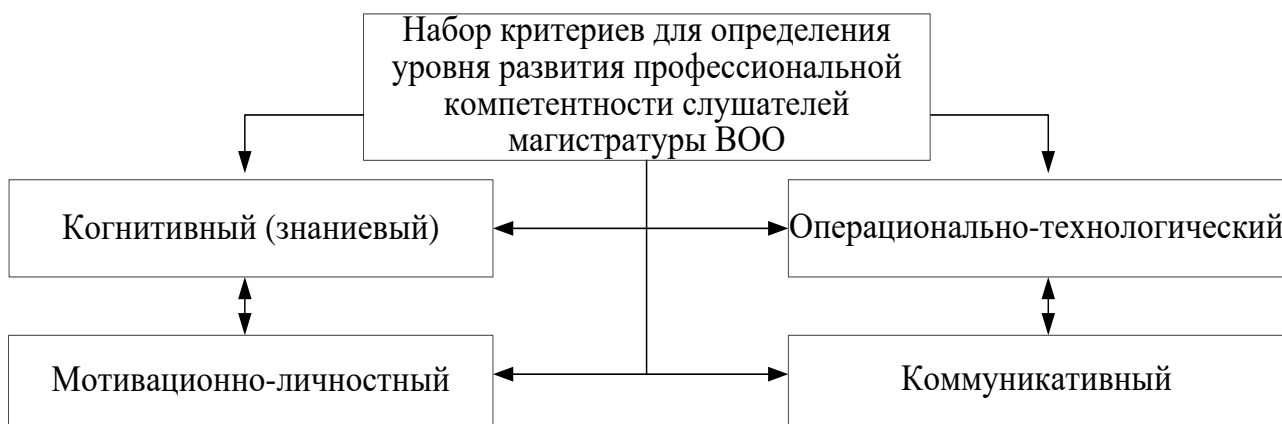 Набор критериев для определения
уровня развития профессиональной
компетентности слушателей
магистратуры ВОО
Когнитивный (знаниевый)
Операционально-технологический
Мотивационно-личностный
Коммуникативный